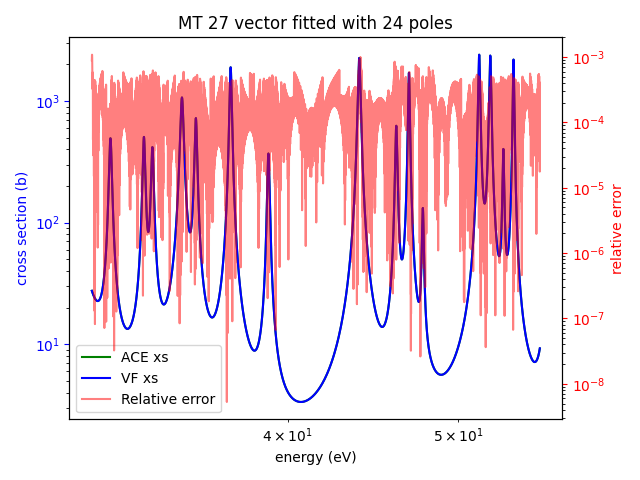 MT 27 vector fitted with 24 poles
cross section (b)
10³
10²
10¹
10⁻³
10⁻⁴
10⁻⁵
10⁻⁶
10⁻⁷
10⁻⁸
relative error
ACE xs
VF xs
Relative error
4 × 10¹
5 × 10¹
energy (eV)